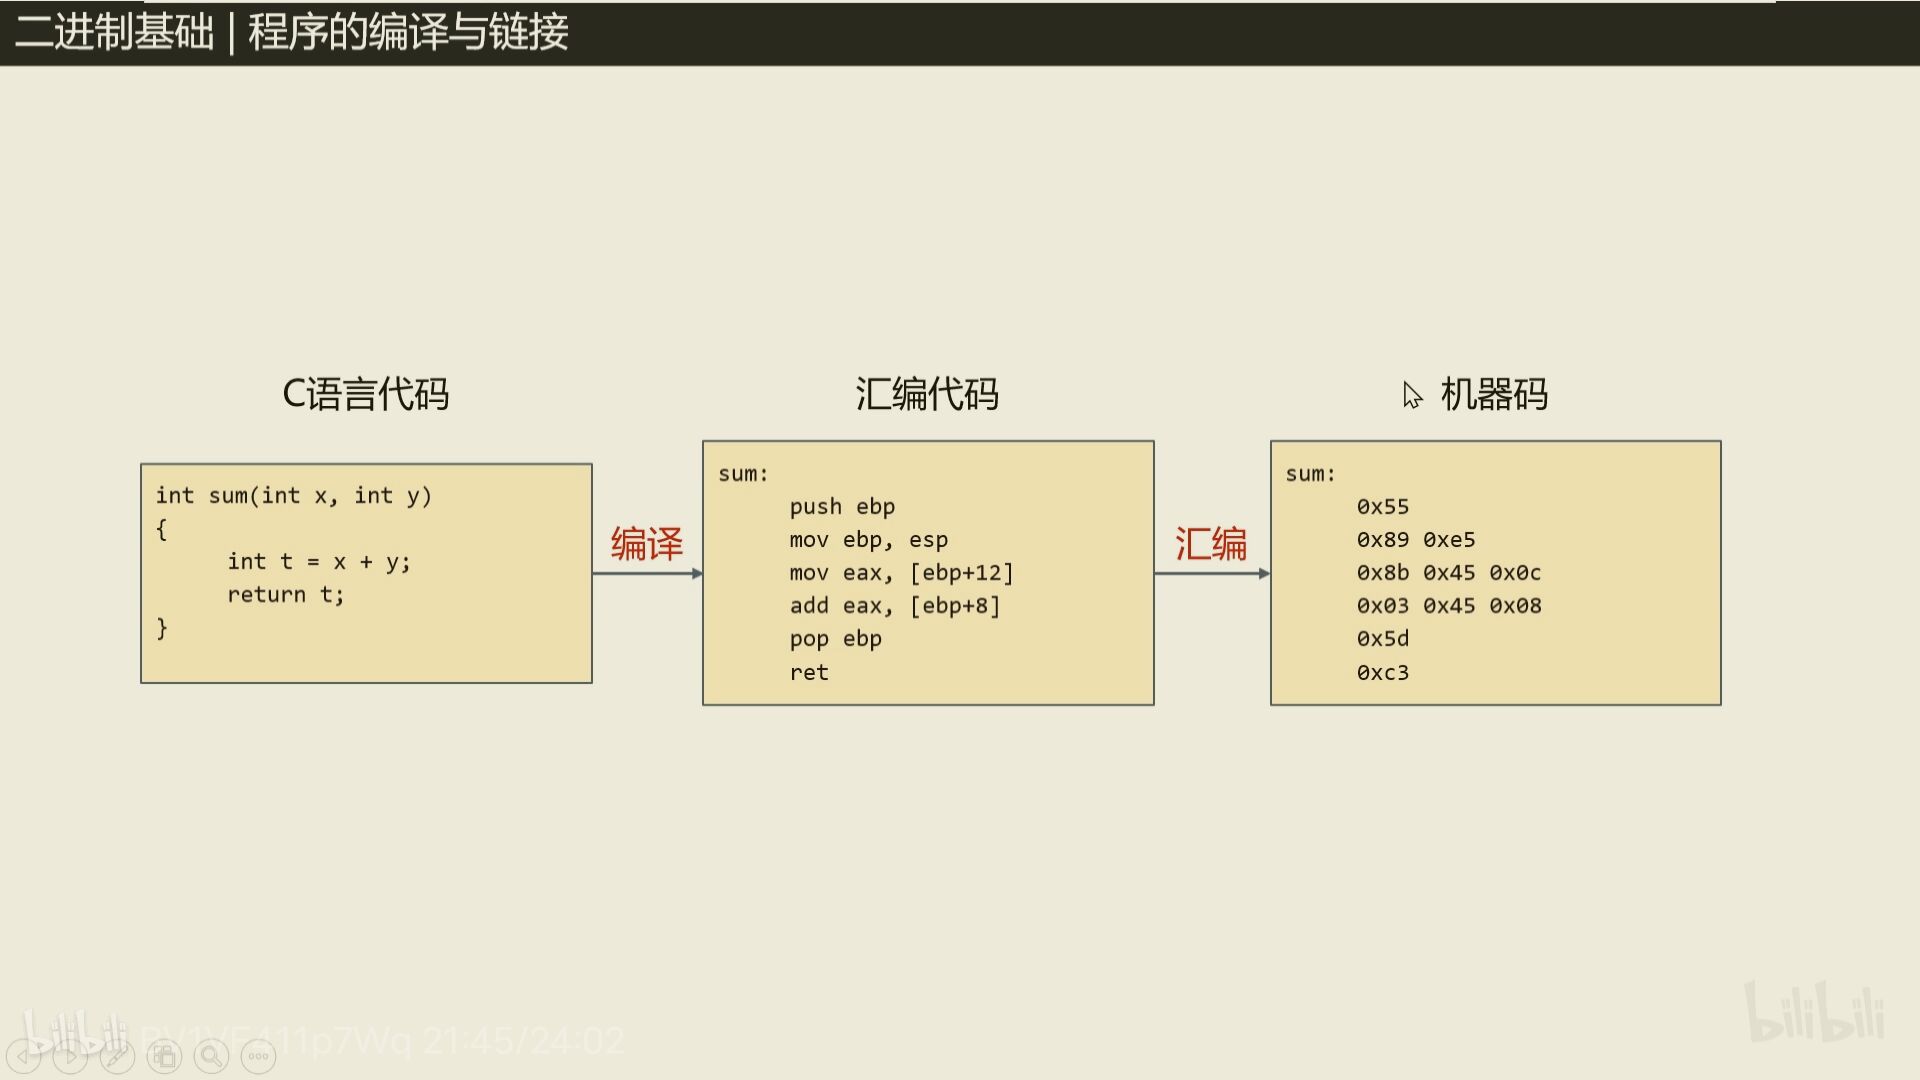 二进制基础 | 程序的编译与链接
C语言代码
int sum(int x, int y)
{
int t = x + y;
return t;
}
编译
汇编代码
sum:
push ebp
mov ebp, esp
mov eax, [ebp+12]
add eax, [ebp+8]
pop ebp
ret
汇编
机器码
sum:
0x55
0x89 0xe5
0x8b 0x45 0x0c
0x03 0x45 0x08
0x5d
0xc3
bilibili
bilibili BV1VF411p7Wq 21:45/24:02